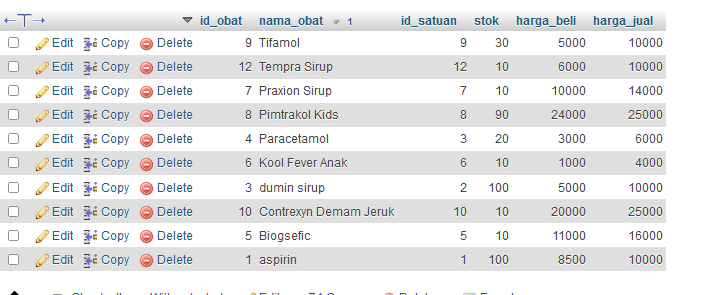 ←T→ id_obat nama_obat 1 id_satuan stok harga_beli harga_jual
Edit Copy Delete 9 Tifamol 9 30 5000 10000
Edit Copy Delete 12 Tempra Sirup 12 10 6000 10000
Edit Copy Delete 7 Praxion Sirup 7 10 10000 14000
Edit Copy Delete 8 Pimtrakol Kids 8 90 24000 25000
Edit Copy Delete 4 Paracetamol 3 20 3000 6000
Edit Copy Delete 6 Kool Fever Anak 6 10 1000 4000
Edit Copy Delete 3 dumin sirup 2 100 5000 10000
Edit Copy Delete 10 Contrexyn Demam Jeruk 10 10 20000 25000
Edit Copy Delete 5 Biogsefic 5 10 11000 16000
Edit Copy Delete 1 aspirin 1 100 8500 10000